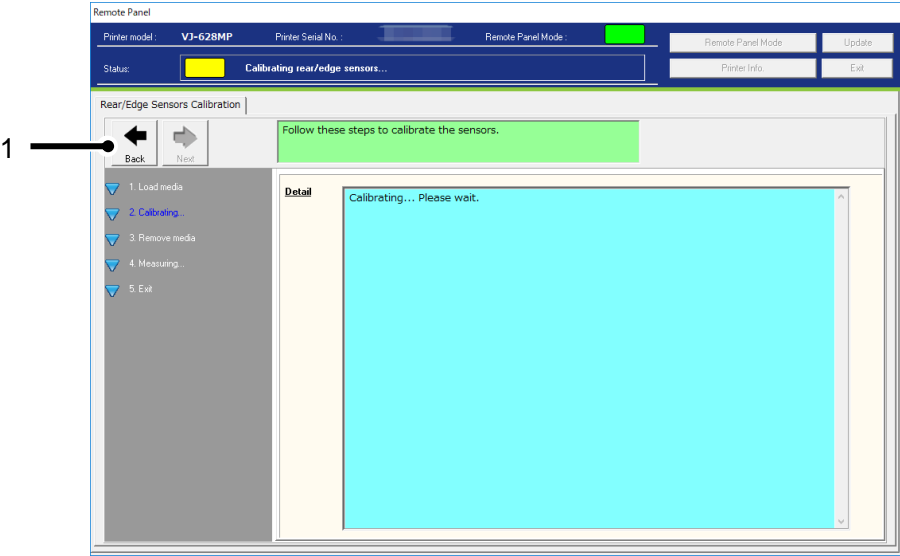 Remote Panel
Printer model : VJ-628MP Printer Serial No. : Remote Panel Mode : Remote Panel Mode Update
Status: Calibrating rear/edge sensors... Printer Info. Exit
Rear/Edge Sensors Calibration
1
Back Next
Follow these steps to calibrate the sensors.
1. Load media
2. Calibrating...
3. Remove media
4. Measuring...
5. Exit
Detail
Calibrating... Please wait.